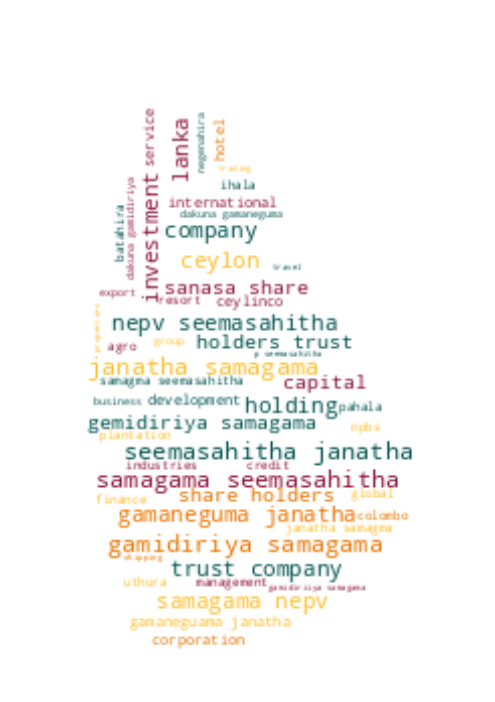 service
lanka
negenahira
hotel
trading
ihala
batahira
dakuna gamidiriya
investment
international
dakuna gamaneguma
company
ceylon
travel
sanasa share
export
resort
ceylinco
properties
nepv seemasahitha
agro
group
holders trust
p seemasahitha
janatha samagama
samagma seemasahitha
capital
business
development
holding
pahala
gemidiriya samagama
npbs
plantation
seemasahitha janatha
industries
credit
samagama seemasahitha
finance
share holders
global
gamaneguma janatha
colombo
janatha samagma
gamidiriya samagama
shipping
trust company
uthura
management
gamidiriiya samagama
samagama nepv
gamaneguama janatha
corporation